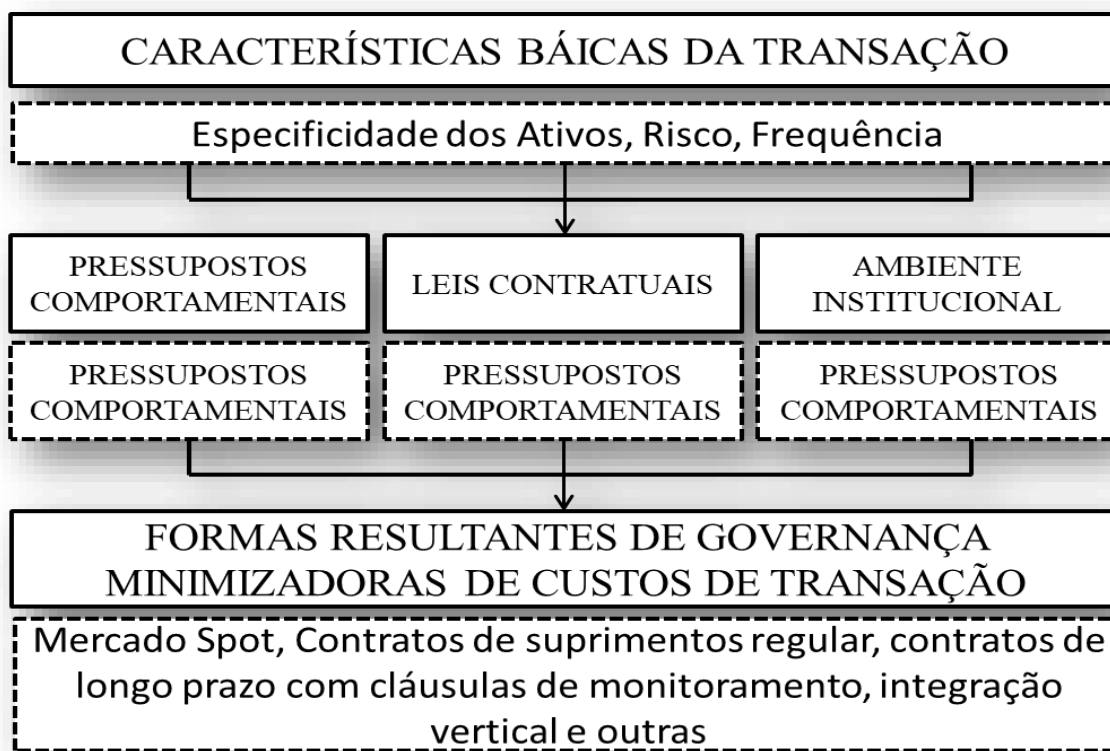 CARACTERÍSTICAS BÁICAS DA TRANSAÇÃO
Especificidade dos Ativos, Risco, Frequência
PRESSUPOSTOS
COMPORTAMENTAIS
LEIS CONTRATUAIS
AMBIENTE
INSTITUCIONAL
PRESSUPOSTOS
COMPORTAMENTAIS
PRESSUPOSTOS
COMPORTAMENTAIS
PRESSUPOSTOS
COMPORTAMENTAIS
FORMAS RESULTANTES DE GOVERNANÇA
MINIMIZADORAS DE CUSTOS DE TRANSAÇÃO
Mercado Spot, Contratos de suprimentos regular, contratos de
longo prazo com cláusulas de monitoramento, integração
vertical e outras